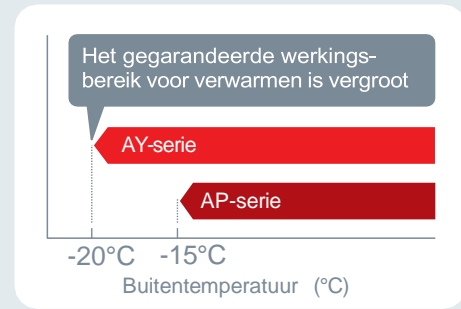 Het gegarandeerde werkings-
bereik voor verwarmen is vergroot
AY-serie
AP-serie
-20°C -15°C
Buitentemperatuur (°C)